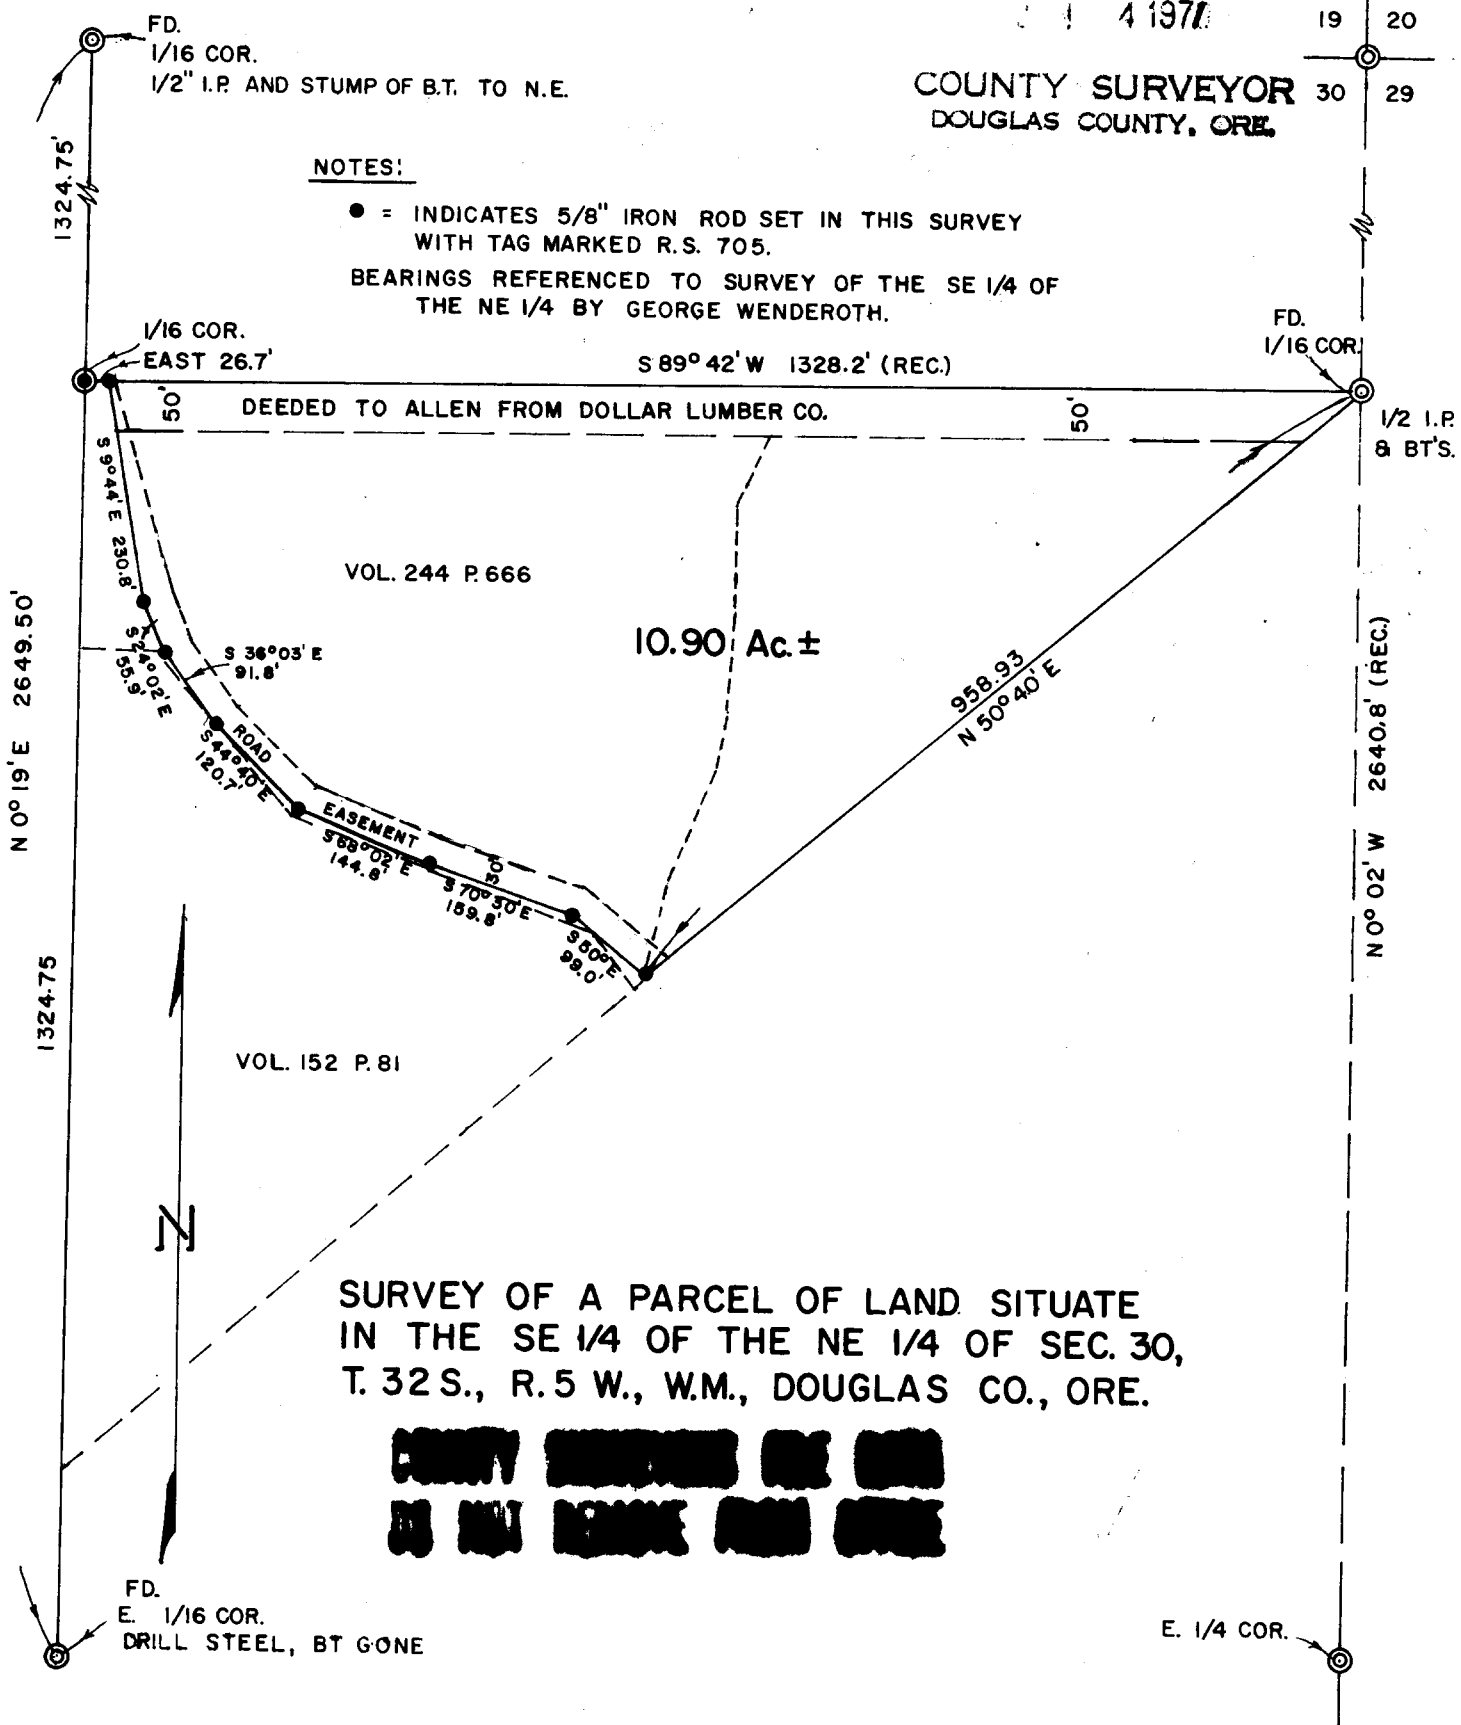 4 1971
19 20
COUNTY SURVEYOR
DOUGLAS COUNTY, ORE.
30 29
FD.
1/16 COR.
1/2" I.P. AND STUMP OF B.T. TO N.E.
1324.75'
NOTES:
● = INDICATES 5/8" IRON ROD SET IN THIS SURVEY
WITH TAG MARKED R.S. 705.
BEARINGS REFERENCED TO SURVEY OF THE SE 1/4 OF
THE NE 1/4 BY GEORGE WENDEROTH.
1/16 COR.
EAST 26.7'
S 89° 42' W 1328.2' (REC.)
FD.
1/16 COR.
50'
DEEDED TO ALLEN FROM DOLLAR LUMBER CO.
50'
1/2 I.P.
& BT'S.
S 9° 44' E 230.8'
VOL. 244 P. 666
10.90 Ac. ±
S 24° 02' E
55.9'
S 36° 03' E
91.8'
N 0° 19' E 2649.50'
958.93
N 50° 40' E
N 0° 02' W 2640.8' (REC.)
ROAD
S 44° 40' E
120.7'
EASEMENT
S 68° 02' E
144.8'
30'
S 70° 30' E
159.8'
S 50° E
99.0'
1324.75
VOL. 152 P. 81
N
SURVEY OF A PARCEL OF LAND SITUATE
IN THE SE 1/4 OF THE NE 1/4 OF SEC. 30,
T. 32 S., R. 5 W., W.M., DOUGLAS CO., ORE.
FD.
E. 1/16 COR.
DRILL STEEL, BT GONE
E. 1/4 COR.